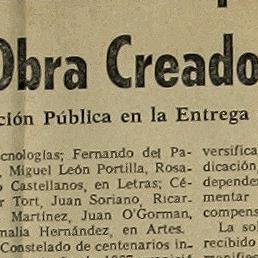 Obra Creado
ción Pública en la Entrega
cnologías; Fernando del Pa-
, Miguel León Portilla, Rosa-
o Castellanos, en Letras; Cé-
r Tort, Juan Soriano, Ricar-
Martínez, Juan O'Gorman,
malia Hernández, en Artes.
Constelado de centenarios in-
versifica
dicación,
dependen
mentar
compens
La sol
recibido